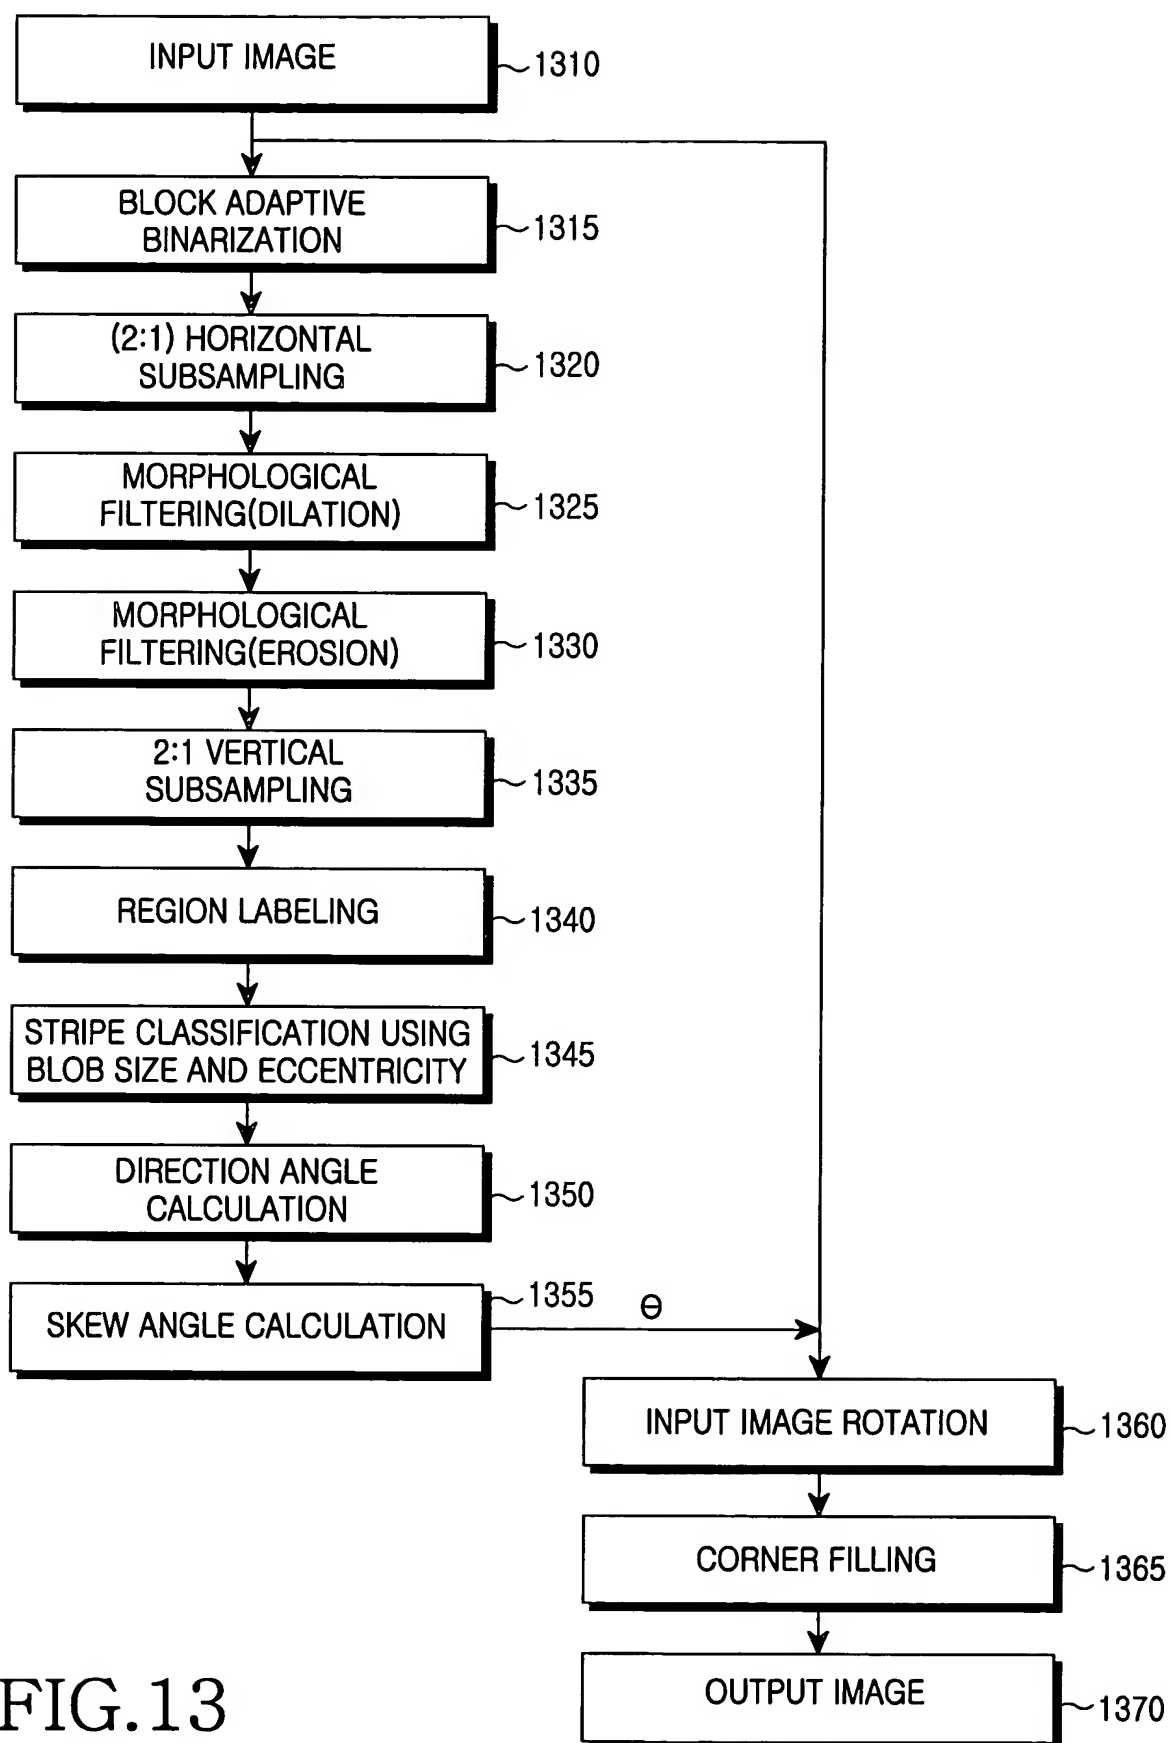 INPUT IMAGE
1310
BLOCK ADAPTIVE
BINARIZATION
1315
(2:1) HORIZONTAL
SUBSAMPLING
1320
MORPHOLOGICAL
FILTERING(DILATION)
1325
MORPHOLOGICAL
FILTERING(EROSION)
1330
2:1 VERTICAL
SUBSAMPLING
1335
REGION LABELING
1340
STRIPE CLASSIFICATION USING
BLOB SIZE AND ECCENTRICITY
1345
DIRECTION ANGLE
CALCULATION
1350
SKEW ANGLE CALCULATION
1355
Θ
INPUT IMAGE ROTATION
1360
CORNER FILLING
1365
OUTPUT IMAGE
1370
FIG.13